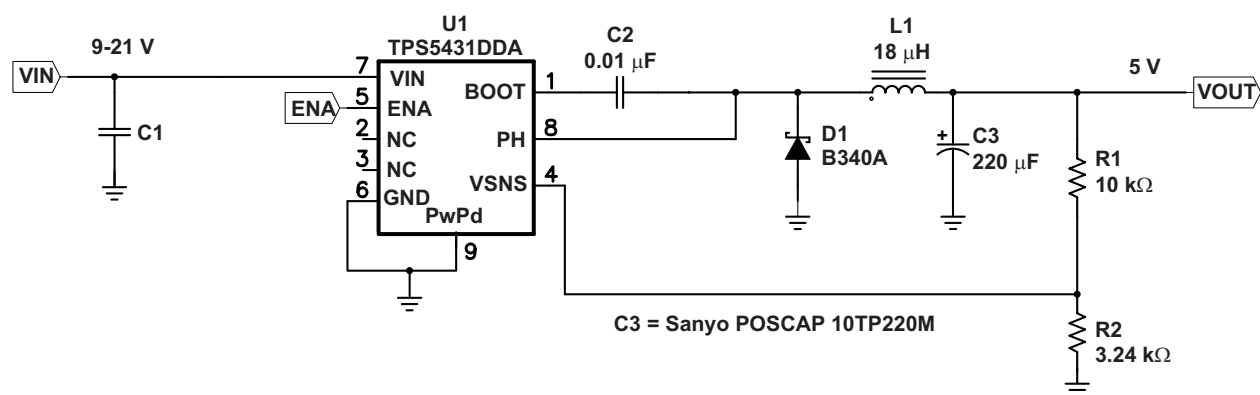 U1
TPS5431DDA
9-21 V
VIN
C1
ENA
7
5
2
3
6
VIN
ENA
NC
NC
GND
BOOT
PH
VSNS
PwPd
1
8
4
9
C2
0.01 μF
L1
18 μH
5 V
VOUT
D1
B340A
C3
220 μF
+
R1
10 kΩ
C3 = Sanyo POSCAP 10TP220M
R2
3.24 kΩ